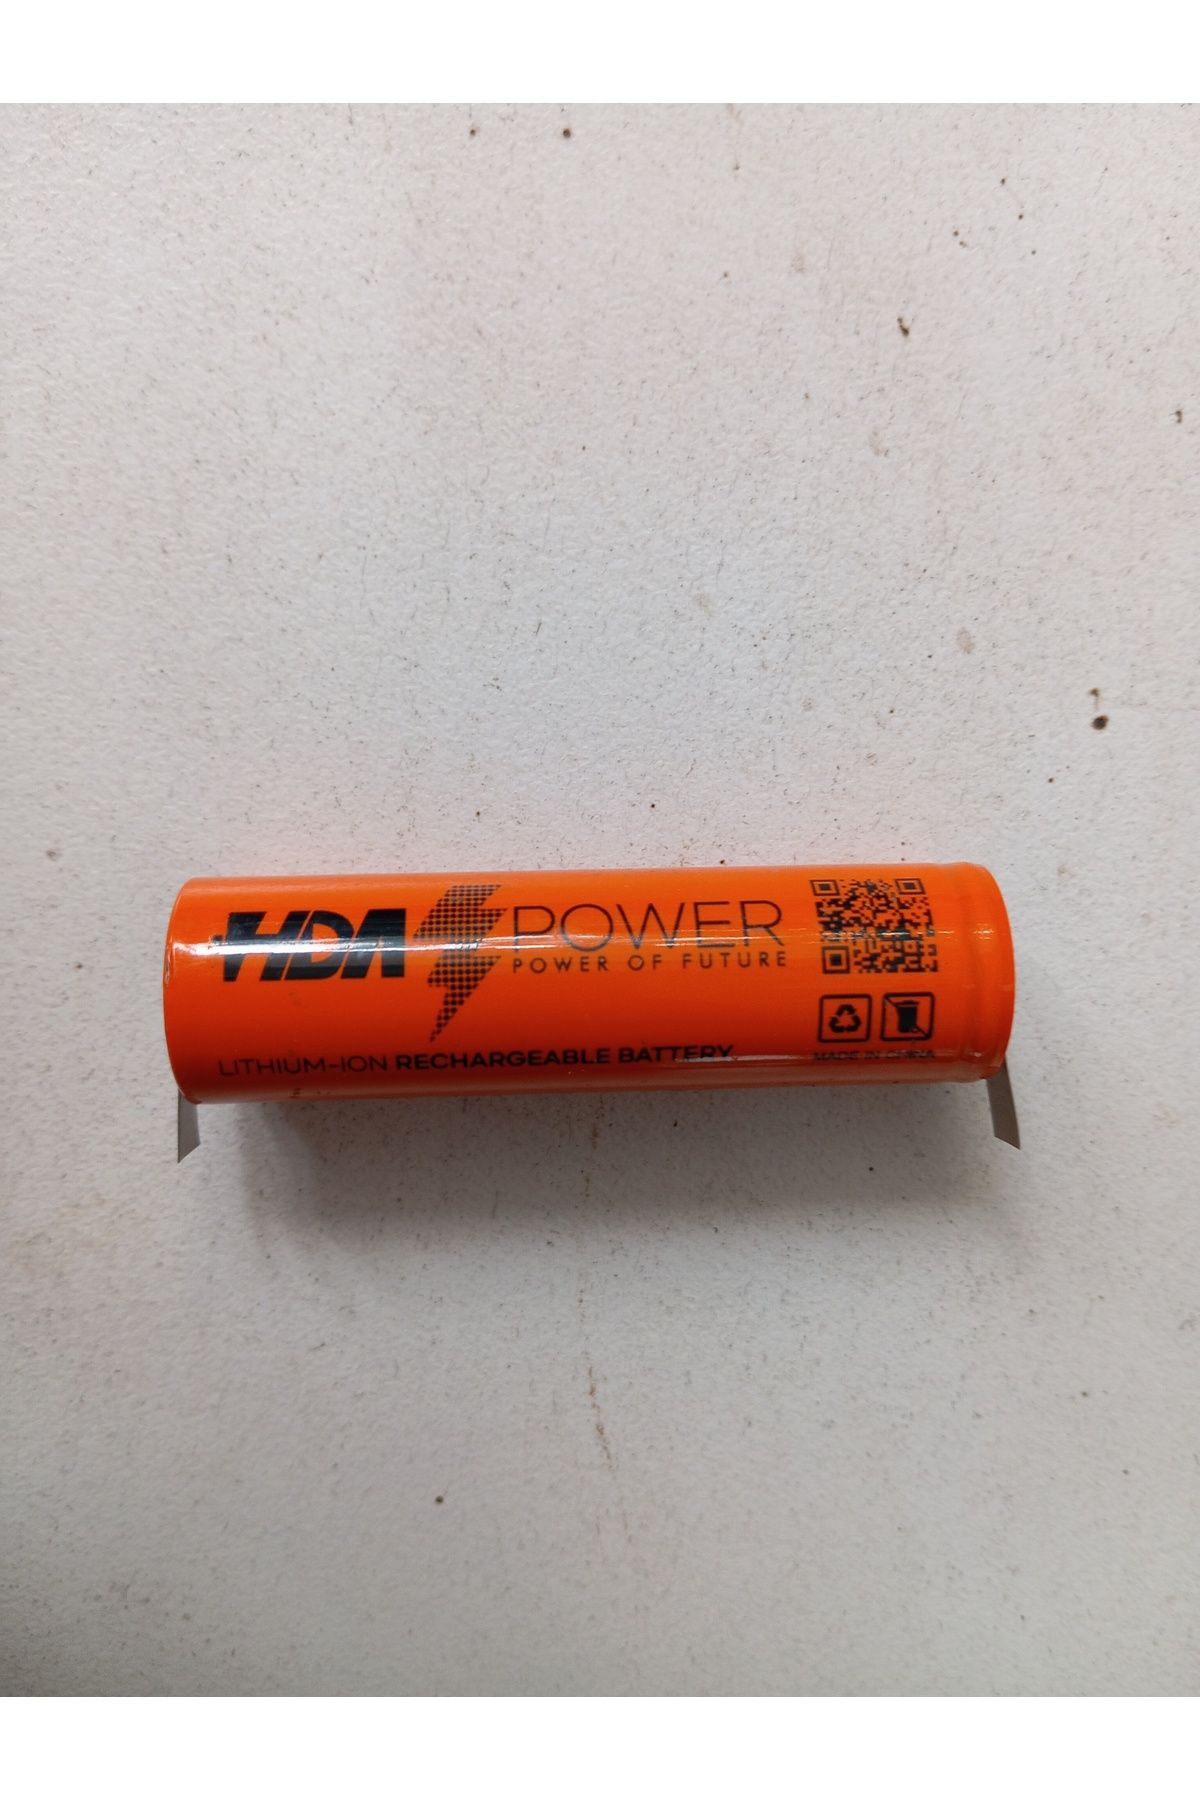 HDA POWER
POWER OF FUTURE
LITHIUM-ION RECHARGEABLE BATTERY
MADE IN CHINA